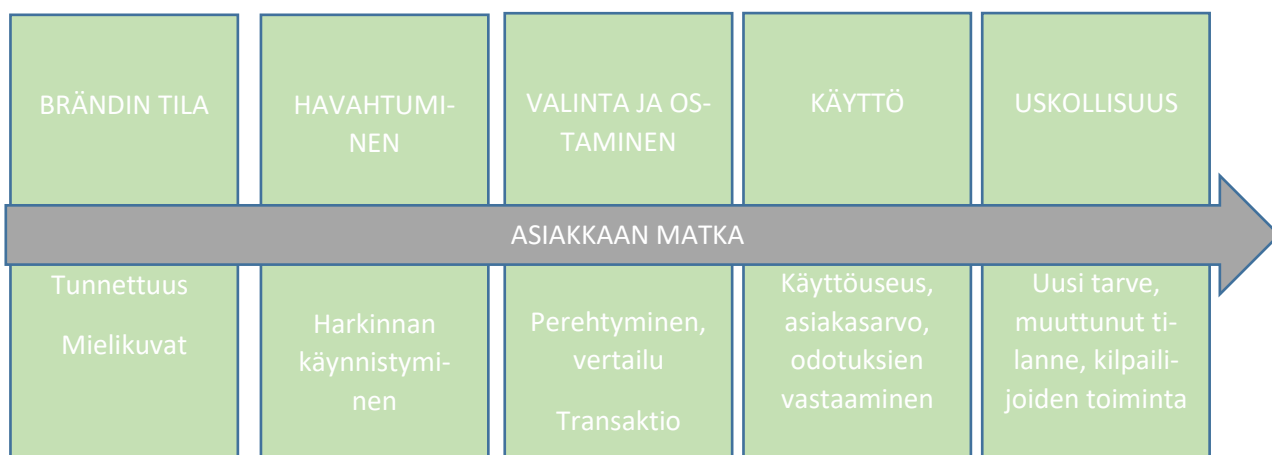 BRÄNDIN TILA
HAVAHTUMI-
NEN
VALINTA JA OS-
TAMINEN
KÄYTTÖ
USKOLLISUUS
ASIAKKAAN MATKA
Tunnettuus
Mielikuvat
Harkinnan
käynnistymi-
nen
Perehtyminen,
vertailu
Transaktio
Käyttöuseus,
asiakasarvo,
odotuksien
vastaaminen
Uusi tarve,
muuttunut ti-
lanne, kilpaili-
joiden toiminta